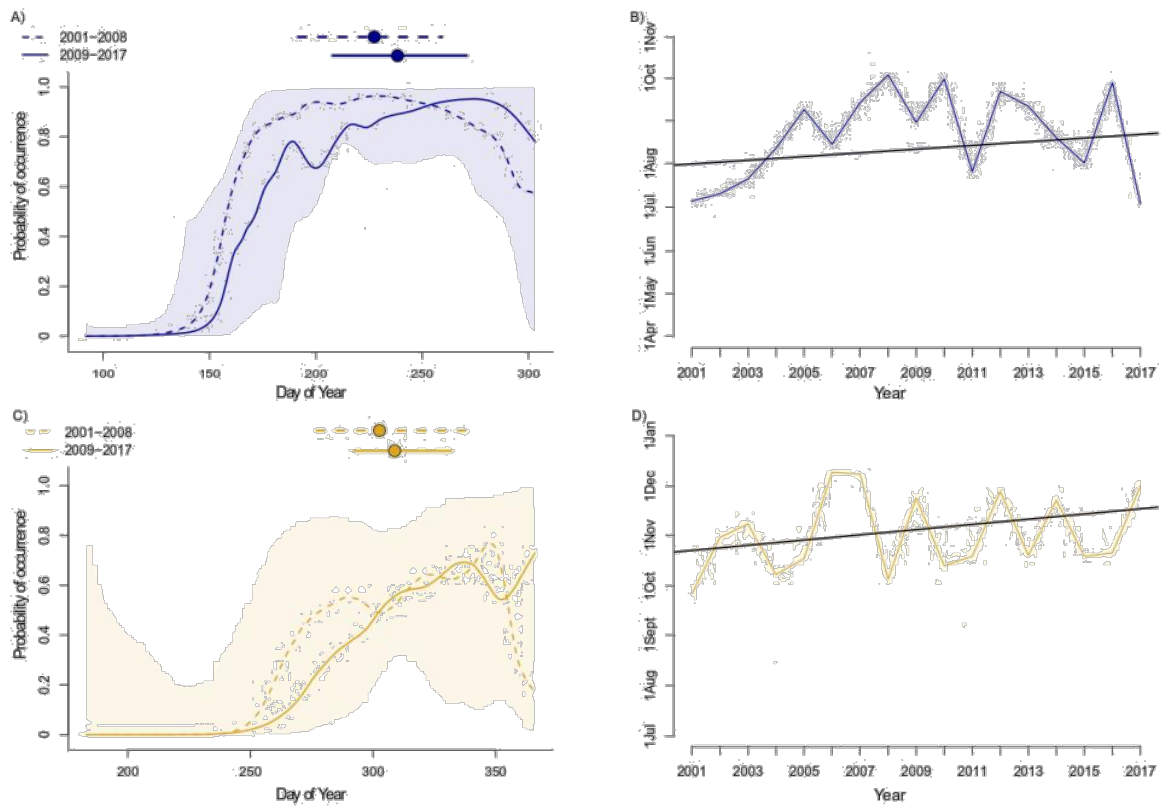 A)
2001−2008
2009−2017
Probability of occurrence
0 0.2 0.4 0.6 0.8 1.0
100 150 200 250 300
Day of Year
B)
1Apr 1May 1Jun 1Jul 1Aug 1Oct 1Nov
2001 2003 2005 2007 2009 2011 2013 2015 2017
Year
C)
2001−2008
2009−2017
Probability of occurrence
0 0.2 0.4 0.6 0.8 1.0
200 250 300 350
Day of Year
D)
1Jul 1Aug 1Sept 1Oct 1Nov 1Dec 1Jan
2001 2003 2005 2007 2009 2011 2013 2015 2017
Year